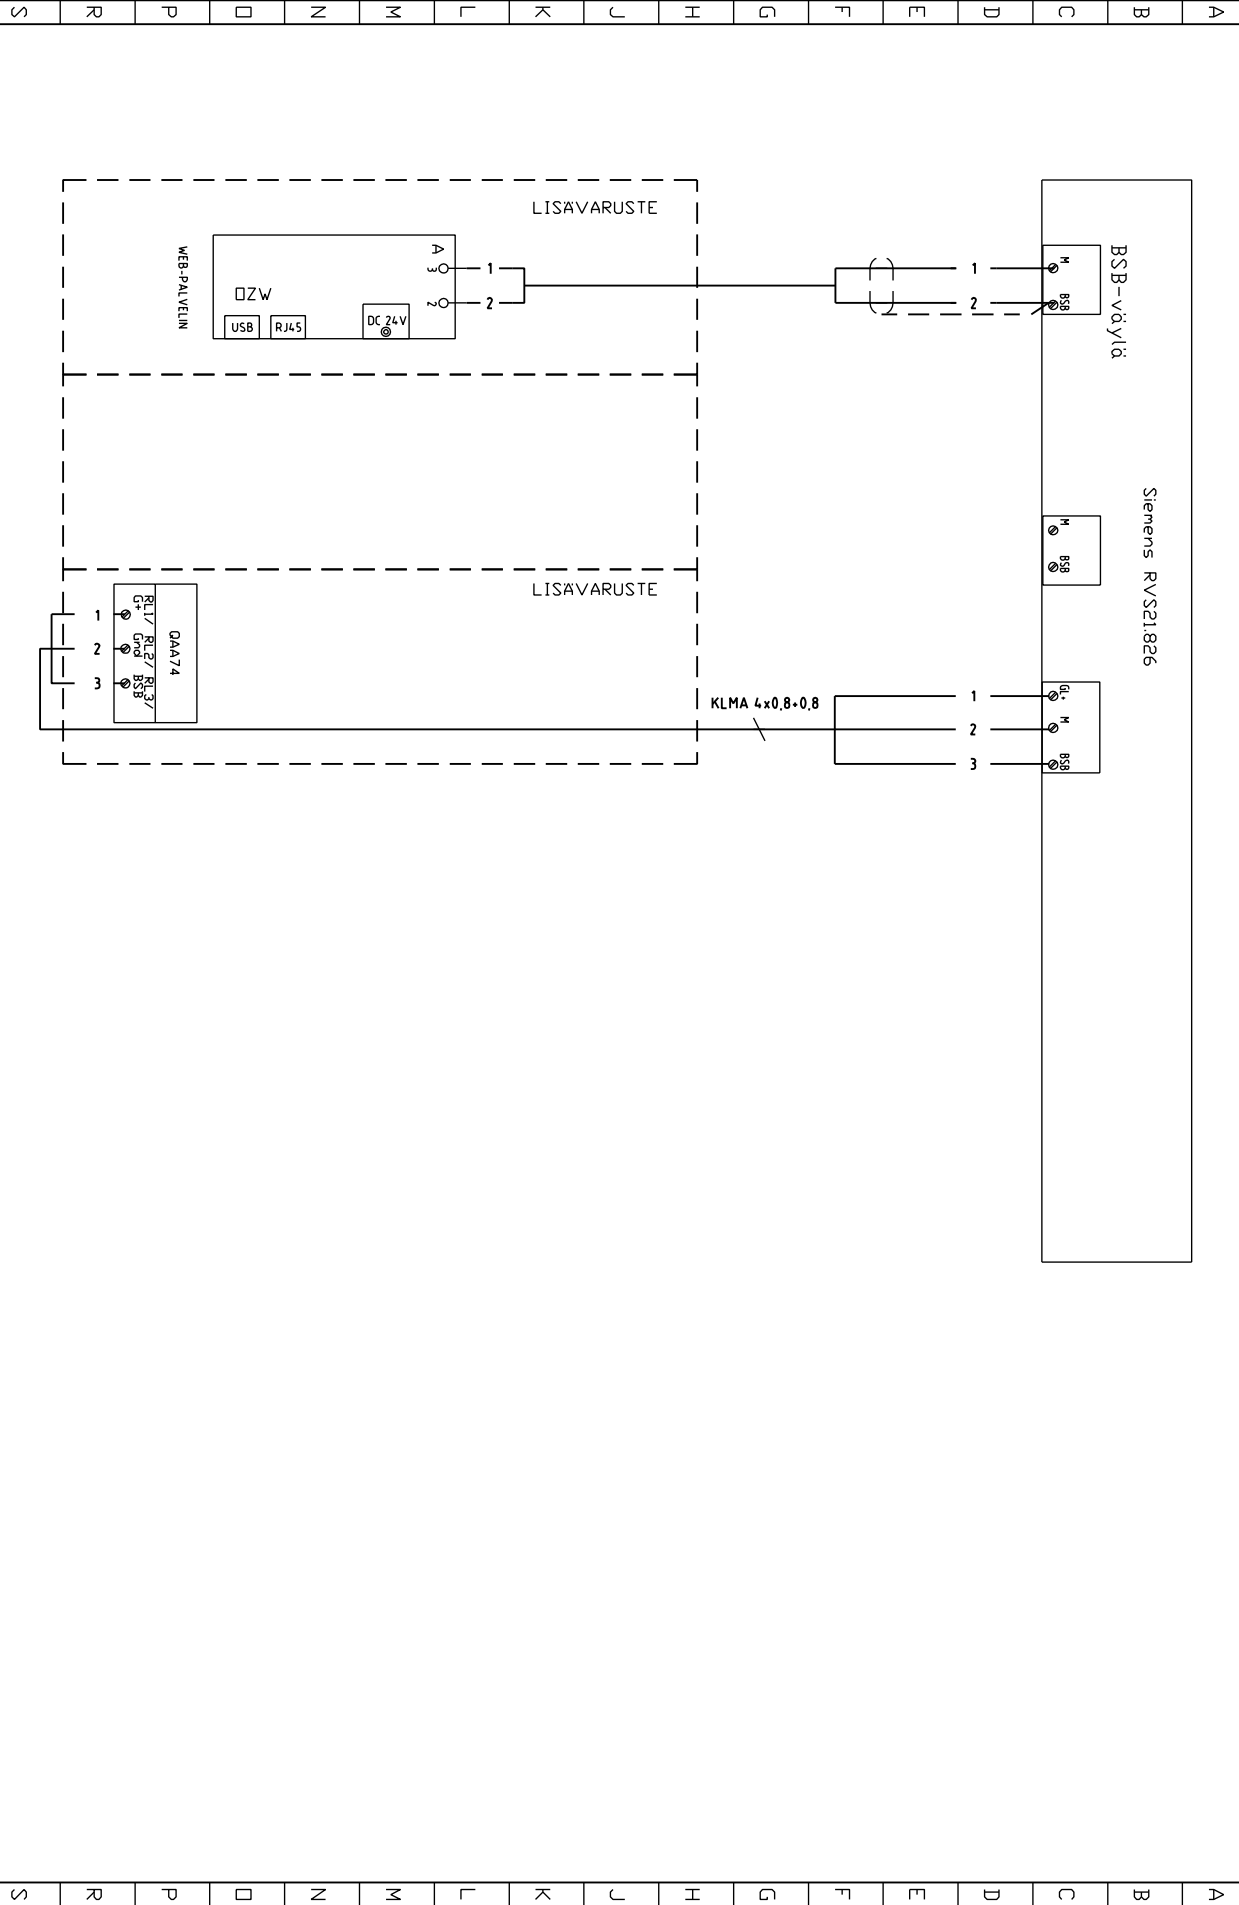 S R P O N M L K J H G F E D C B A
LISÄVARUSTE
WEB-PALVELIN
OZW
USB
RJ45
DC 24V
A
3
2
1
2
1
2
M
BSB
BSB-väylä
Siemens RVS21.826
M
BSB
LISÄVARUSTE
QAA74
RL1/ RL2/ RL3/
G+ Gnd BSB
1
2
3
KLMA 4x0,8+0,8
1
2
3
GL+
M
BSB
S R P O N M L K J H G F E D C B A